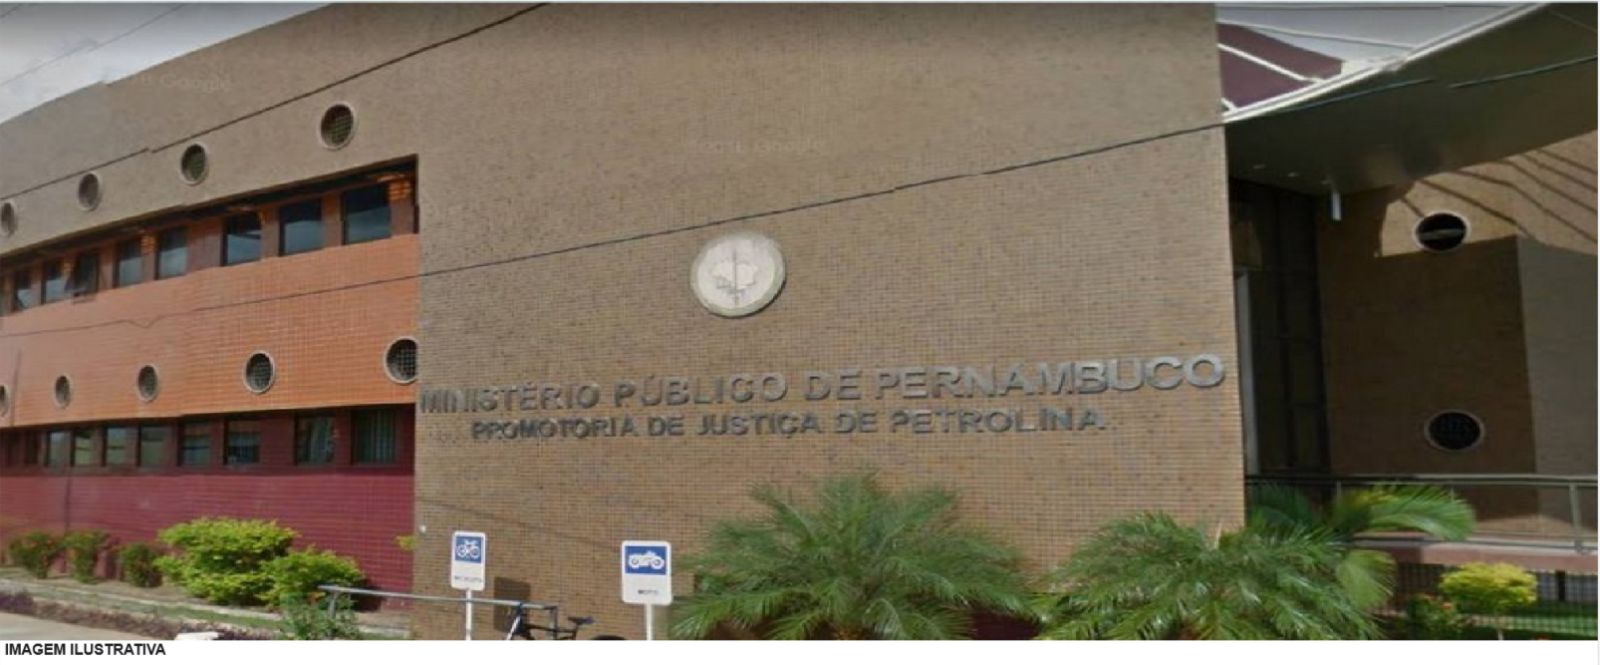 MINISTÉRIO PÚBLICO DE PERNAMBUCO
PROMOTORIA DE JUSTIÇA DE PETROLINA
IMAGEM ILUSTRATIVA